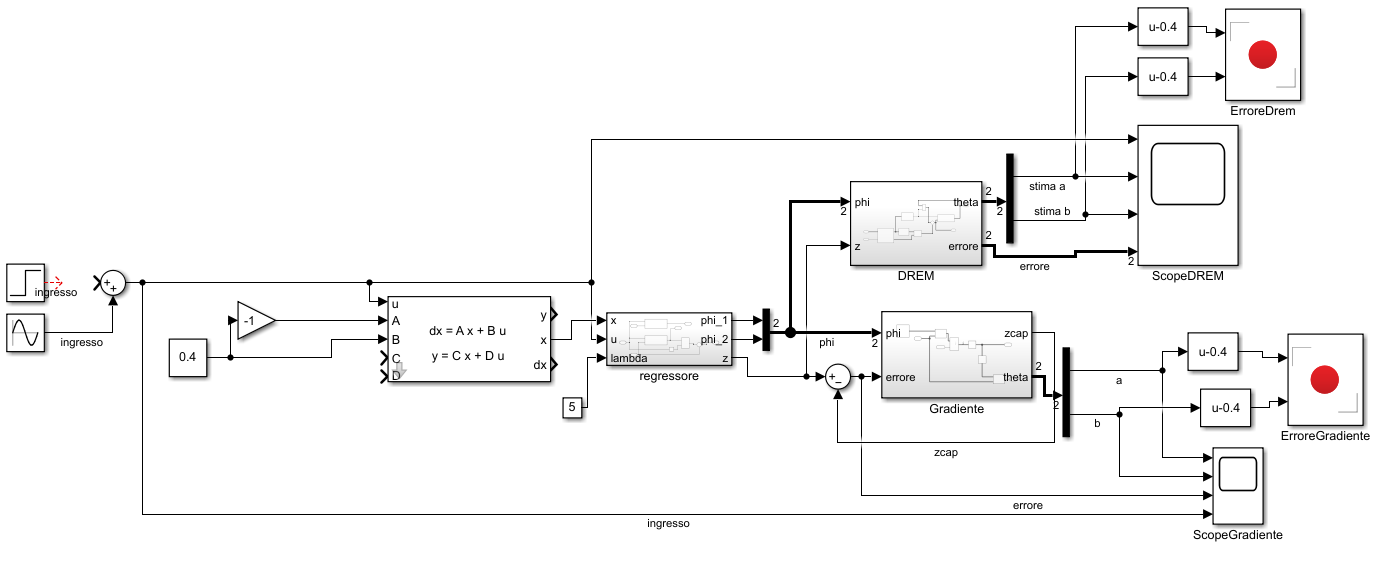 u-0.4
u-0.4
ErroreDrem
phi
2
z
theta
errore
DREM
2
2
2
stima a
stima b
errore
2
ScopeDREM
ingresso
+
+
ingresso
-1
0.4
u
A
B
C
D
dx = A x + B u
y = C x + D u
y
x
dx
x
u
lambda
phi_1
phi_2
z
regressore
5
2
phi
2
+
−
phi
errore
zcap
theta
Gradiente
2
2
zcap
a
b
u-0.4
u-0.4
ErroreGradiente
errore
ingresso
ScopeGradiente